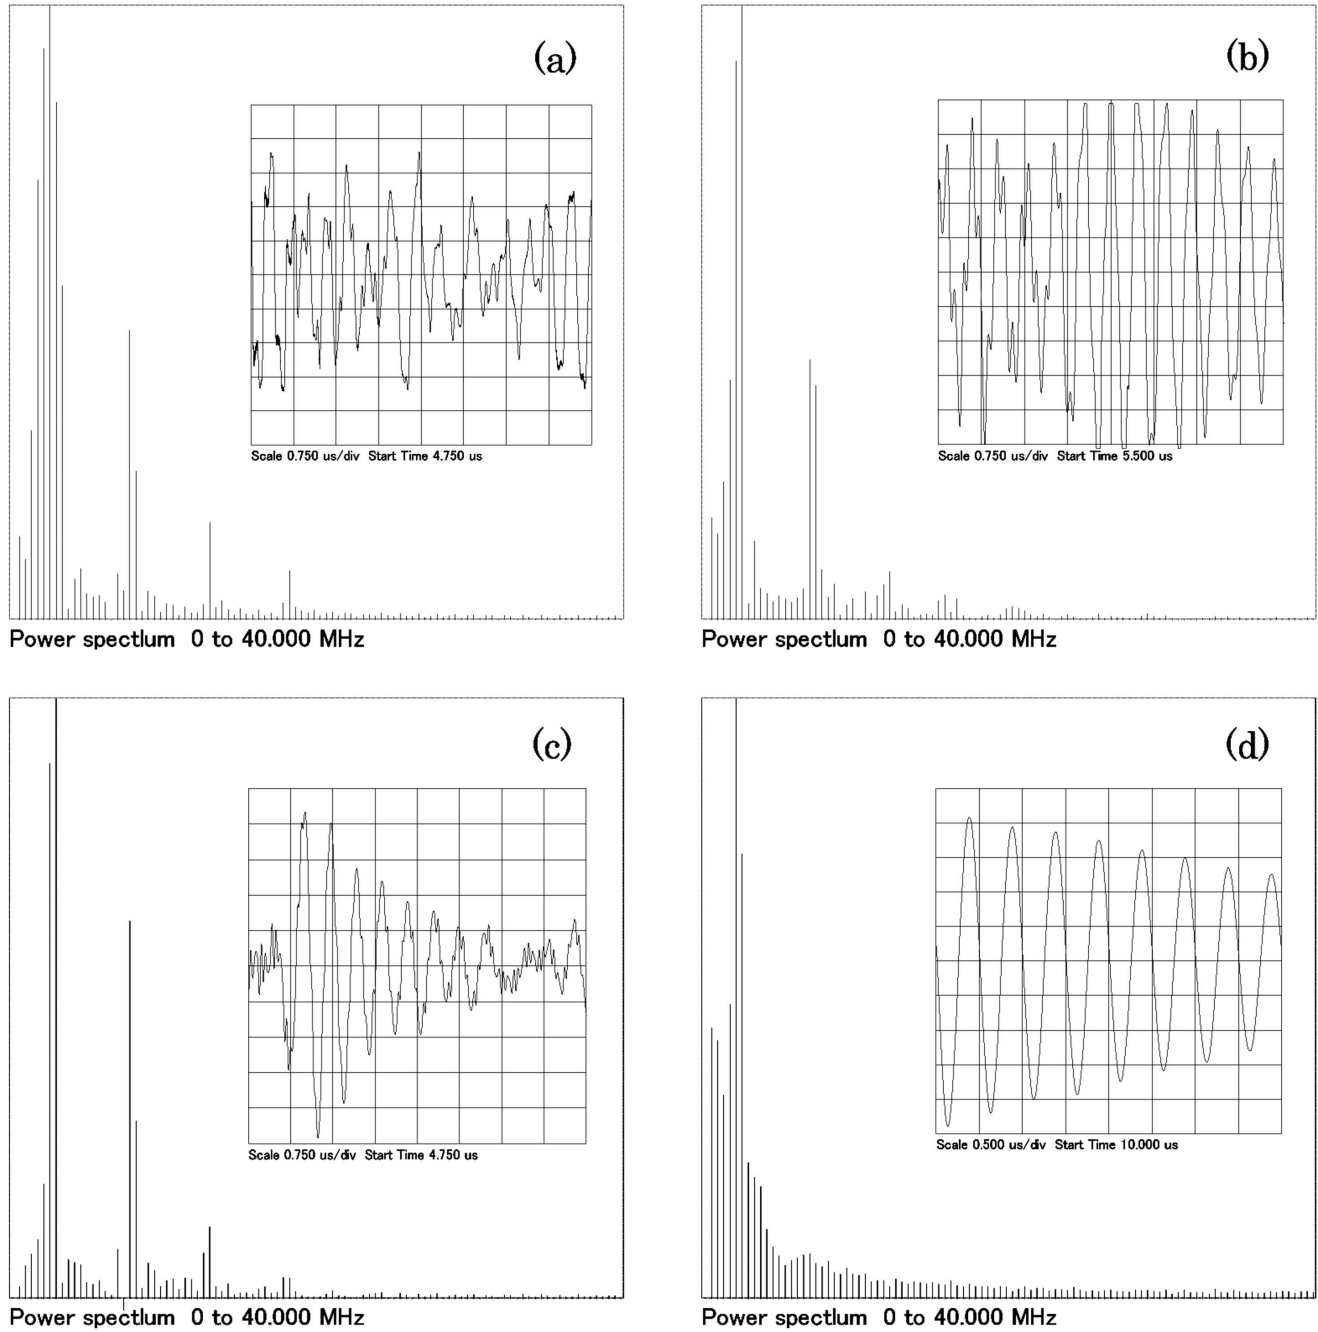 (a)
Scale 0.750 us/div Start Time 4.750 us
Power spectlum 0 to 40.000 MHz
(b)
Scale 0.750 us/div Start Time 5.500 us
Power spectlum 0 to 40.000 MHz
(c)
Scale 0.750 us/div Start Time 4.750 us
Power spectlum 0 to 40.000 MHz
(d)
Scale 0.500 us/div Start Time 10.000 us
Power spectlum 0 to 40.000 MHz